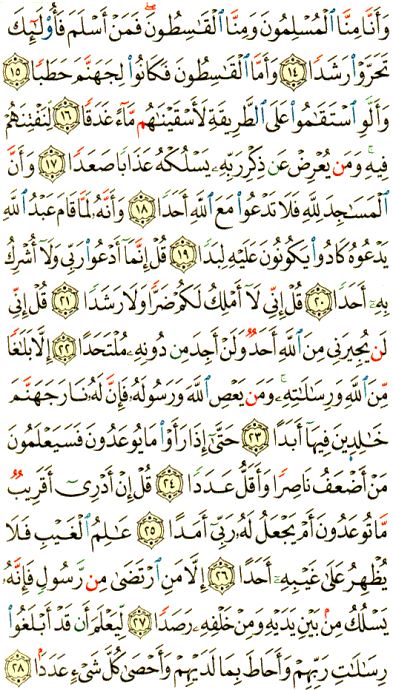 وَأَنَّا مِنَّا ٱلْمُسْلِمُونَ وَمِنَّا ٱلْقَٰسِطُونَ ۖ فَمَنْ أَسْلَمَ فَأُو۟لَٰٓئِكَ
تَحَرَّوْا۟ رَشَدًا ١٤ وَأَمَّا ٱلْقَٰسِطُونَ فَكَانُوا۟ لِجَهَنَّمَ حَطَبًا ١٥
وَأَلَّوِ ٱسْتَقَٰمُوا۟ عَلَى ٱلطَّرِيقَةِ لَأَسْقَيْنَٰهُم مَّآءً غَدَقًا ١٦ لِّنَفْتِنَهُمْ
فِيهِ ۚ وَمَن يُعْرِضْ عَن ذِكْرِ رَبِّهِۦ يَسْلُكْهُ عَذَابًا صَعَدًا ١٧ وَأَنَّ
ٱلْمَسَٰجِدَ لِلَّهِ فَلَا تَدْعُوا۟ مَعَ ٱللَّهِ أَحَدًا ١٨ وَأَنَّهُۥ لَمَّا قَامَ عَبْدُ ٱللَّهِ
يَدْعُوهُ كَادُوا۟ يَكُونُونَ عَلَيْهِ لِبَدًا ١٩ قُلْ إِنَّمَآ أَدْعُوا۟ رَبِّى وَلَآ أُشْرِكُ
بِهِۦٓ أَحَدًا ٢٠ قُلْ إِنِّى لَآ أَمْلِكُ لَكُمْ ضَرًّا وَلَا رَشَدًا ٢١ قُلْ إِنِّى
لَن يُجِيرَنِى مِنَ ٱللَّهِ أَحَدٌ وَلَنْ أَجِدَ مِن دُونِهِۦ مُلْتَحَدًا ٢٢ إِلَّا بَلَٰغًا
مِّنَ ٱللَّهِ وَرِسَٰلَٰتِهِۦ ۚ وَمَن يَعْصِ ٱللَّهَ وَرَسُولَهُۥ فَإِنَّ لَهُۥ نَارَ جَهَنَّمَ
خَٰلِدِينَ فِيهَآ أَبَدًا ٢٣ حَتَّىٰٓ إِذَا رَأَوْا۟ مَا يُوعَدُونَ فَسَيَعْلَمُونَ
مَنْ أَضْعَفُ نَاصِرًا وَأَقَلُّ عَدَدًا ٢٤ قُلْ إِنْ أَدْرِىٓ أَقَرِيبٌ
مَّا تُوعَدُونَ أَمْ يَجْعَلُ لَهُۥ رَبِّىٓ أَمَدًا ٢٥ عَٰلِمُ ٱلْغَيْبِ فَلَا
يُظْهِرُ عَلَىٰ غَيْبِهِۦٓ أَحَدًا ٢٦ إِلَّا مَنِ ٱرْتَضَىٰ مِن رَّسُولٍ فَإِنَّهُۥ
يَسْلُكُ مِنۢ بَيْنِ يَدَيْهِ وَمِنْ خَلْفِهِۦ رَصَدًا ٢٧ لِّيَعْلَمَ أَن قَدْ أَبْلَغُوا۟
رِسَٰلَٰتِ رَبِّهِمْ وَأَحَاطَ بِمَا لَدَيْهِمْ وَأَحْصَىٰ كُلَّ شَىْءٍ عَدَدًۢا ٢٨